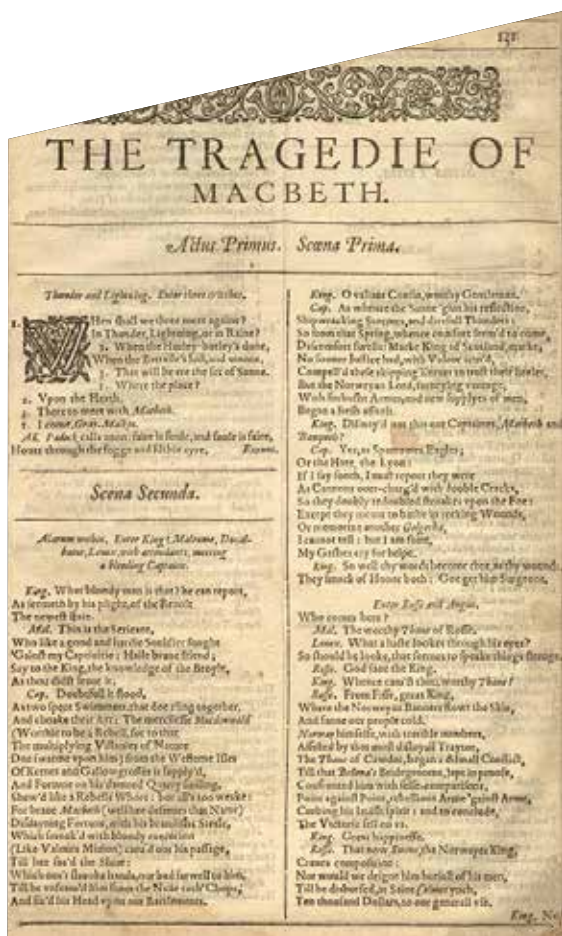 131
THE TRAGEDIE OF
MACBETH.
Actus Primus. Scœna Prima.
Thunder and Lightning. Enter three Witches.
1. WHen shall we three meet againe?
In Thunder, Lightning, or in Raine?
2. When the Hurley-burley's done,
When the Battaile's lost, and wonne.
3. That will be ere the set of Sunne.
1. Where the place?
2. Vpon the Heath.
3. There to meet with Macbeth.
1. I come, Gray-Malkin.
All. Padock calls anon: faire is foule, and foule is faire,
Houer through the fogge and filthie ayre. Exeunt.
Scena Secunda.
Alarum within. Enter King, Malcome, Donal-
baine, Lenox, with attendants, meeting
a bleeding Captaine.
King. What bloody man is that? he can report,
As seemeth by his plight, of the Reuolt
The newest state.
Mal. This is the Serieant,
Who like a good and hardie Souldier fought
'Gainst my Captiuitie: Haile braue friend;
Say to the King, the knowledge of the Broyle,
As thou didst leaue it.
Cap. Doubtfull it stood,
As two spent Swimmers, that doe cling together,
And choake their Art: The mercilesse Macdonwald
(Worthie to be a Rebell, for to that
The multiplying Villanies of Nature
Doe swarme vpon him) from the Westerne Isles
Of Kernes and Gallowgrosses is supply'd,
And Fortune on his damned Quarry smiling,
Shew'd like a Rebells Whore: but all's too weake:
For braue Macbeth (well hee deserues that Name)
Disdayning Fortune, with his brandisht Steele,
Which smoak'd with bloody execution
(Like Valours Minion) caru'd out his passage,
Till hee fac'd the Slaue:
Which neu'r shooke hands, nor bad farwell to him,
Till he vnseam'd him from the Naue toth' Chops,
And fix'd his Head vpon our Battlements.
King. O valiant Cousin, worthy Gentleman.
Cap. As whence the Sunne 'gins his reflection,
Shipwracking Stormes, and direfull Thunders:
So from that Spring, whence comfort seem'd to come,
Discomfort swells: Marke King of Scotland, marke,
No sooner Iustice had, with Valour arm'd,
Compell'd these skipping Kernes to trust their heeles,
But the Norweyan Lord, surueying vantage,
With furbusht Armes, and new supplyes of men,
Began a fresh assault.
King. Dismay'd not this our Captaines, Macbeth and
Banquoh?
Cap. Yes, as Sparrowes, Eagles;
Or the Hare, the Lyon:
If I say sooth, I must report they were
As Cannons ouer-charg'd with double Cracks,
So they doubly redoubled stroakes vpon the Foe:
Except they meant to bathe in reeking Wounds,
Or memorize another Golgotha,
I cannot tell: but I am faint,
My Gashes cry for helpe.
King. So well thy words become thee, as thy wounds,
They smack of Honor both: Goe get him Surgeons.
Enter Rosse and Angus.
Who comes here?
Mal. The worthy Thane of Rosse.
Lenox. What a haste lookes through his eyes?
So should he looke, that seemes to speake things strange.
Rosse. God saue the King.
King. Whence cam'st thou, worthy Thane?
Rosse. From Fiffe, great King,
Where the Norweyan Banners flowt the Skie,
And fanne our people cold.
Norway himselfe, with terrible numbers,
Assisted by that most disloyall Traytor,
The Thane of Cawdor, began a dismall Conflict,
Till that Bellona's Bridegroome, lapt in proofe,
Confronted him with selfe-comparisons,
Point against Point, rebellious Arme 'gainst Arme,
Curbing his lauish spirit: and to conclude,
The Victorie fell on vs.
King. Great happinesse.
Rosse. That now Sweno, the Norwayes King,
Craues composition:
Nor would we deigne him buriall of his men,
Till he disbursed, at Saint Colmes ynch,
Ten thousand Dollars, to our generall vse.
King. No